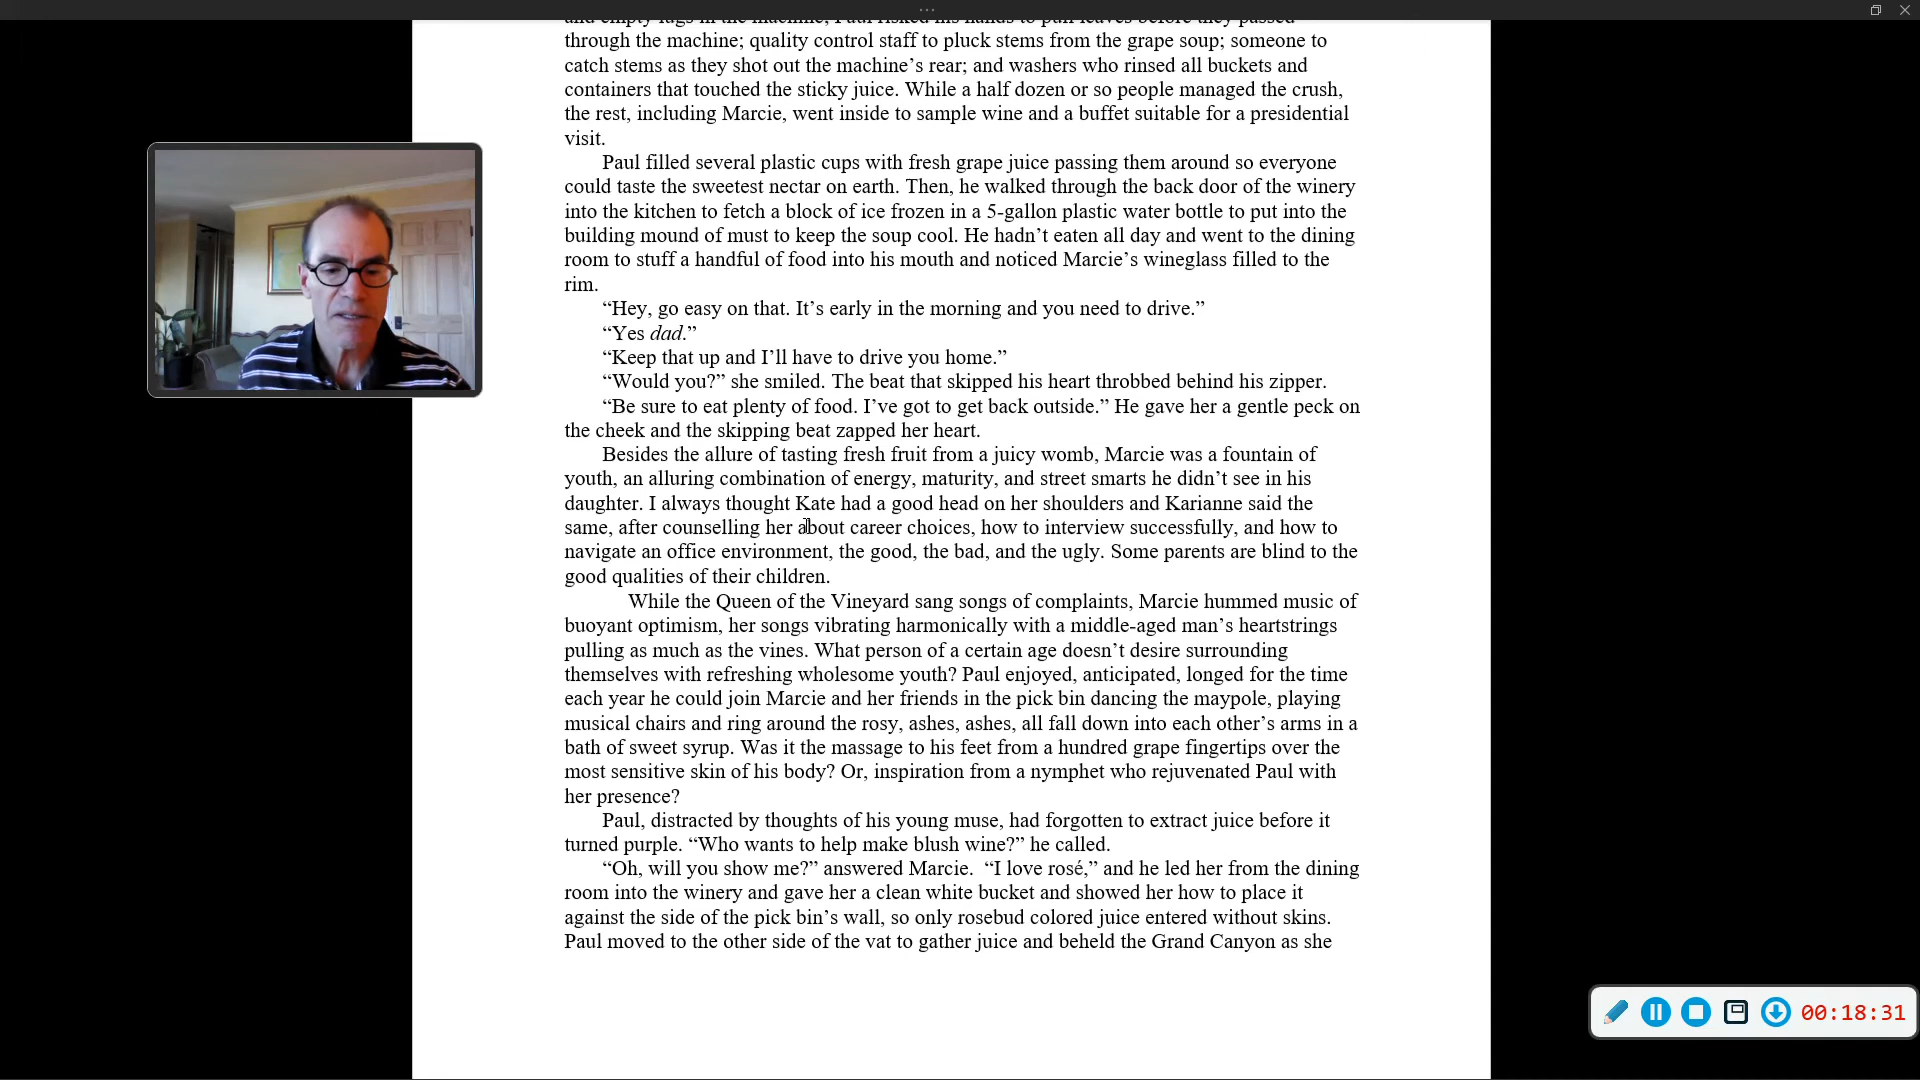 and empty lugs in the machine; Paul risked his hands to pull leaves before they passed
through the machine; quality control staff to pluck stems from the grape soup; someone to
catch stems as they shot out the machine’s rear; and washers who rinsed all buckets and
containers that touched the sticky juice. While a half dozen or so people managed the crush,
the rest, including Marcie, went inside to sample wine and a buffet suitable for a presidential
visit.
Paul filled several plastic cups with fresh grape juice passing them around so everyone
could taste the sweetest nectar on earth. Then, he walked through the back door of the winery
into the kitchen to fetch a block of ice frozen in a 5-gallon plastic water bottle to put into the
building mound of must to keep the soup cool. He hadn’t eaten all day and went to the dining
room to stuff a handful of food into his mouth and noticed Marcie’s wineglass filled to the
rim.
“Hey, go easy on that. It’s early in the morning and you need to drive.”
“Yes dad.”
“Keep that up and I’ll have to drive you home.”
“Would you?” she smiled. The beat that skipped his heart throbbed behind his zipper.
“Be sure to eat plenty of food. I’ve got to get back outside.” He gave her a gentle peck on
the cheek and the skipping beat zapped her heart.
Besides the allure of tasting fresh fruit from a juicy womb, Marcie was a fountain of
youth, an alluring combination of energy, maturity, and street smarts he didn’t see in his
daughter. I always thought Kate had a good head on her shoulders and Karianne said the
same, after counselling her about career choices, how to interview successfully, and how to
navigate an office environment, the good, the bad, and the ugly. Some parents are blind to the
good qualities of their children.
While the Queen of the Vineyard sang songs of complaints, Marcie hummed music of
buoyant optimism, her songs vibrating harmonically with a middle-aged man’s heartstrings
pulling as much as the vines. What person of a certain age doesn’t desire surrounding
themselves with refreshing wholesome youth? Paul enjoyed, anticipated, longed for the time
each year he could join Marcie and her friends in the pick bin dancing the maypole, playing
musical chairs and ring around the rosy, ashes, ashes, all fall down into each other’s arms in a
bath of sweet syrup. Was it the massage to his feet from a hundred grape fingertips over the
most sensitive skin of his body? Or, inspiration from a nymphet who rejuvenated Paul with
her presence?
Paul, distracted by thoughts of his young muse, had forgotten to extract juice before it
turned purple. “Who wants to help make blush wine?” he called.
“Oh, will you show me?” answered Marcie.  “I love rosé,” and he led her from the dining
room into the winery and gave her a clean white bucket and showed her how to place it
against the side of the pick bin’s wall, so only rosebud colored juice entered without skins.
Paul moved to the other side of the vat to gather juice and beheld the Grand Canyon as she
00:18:31